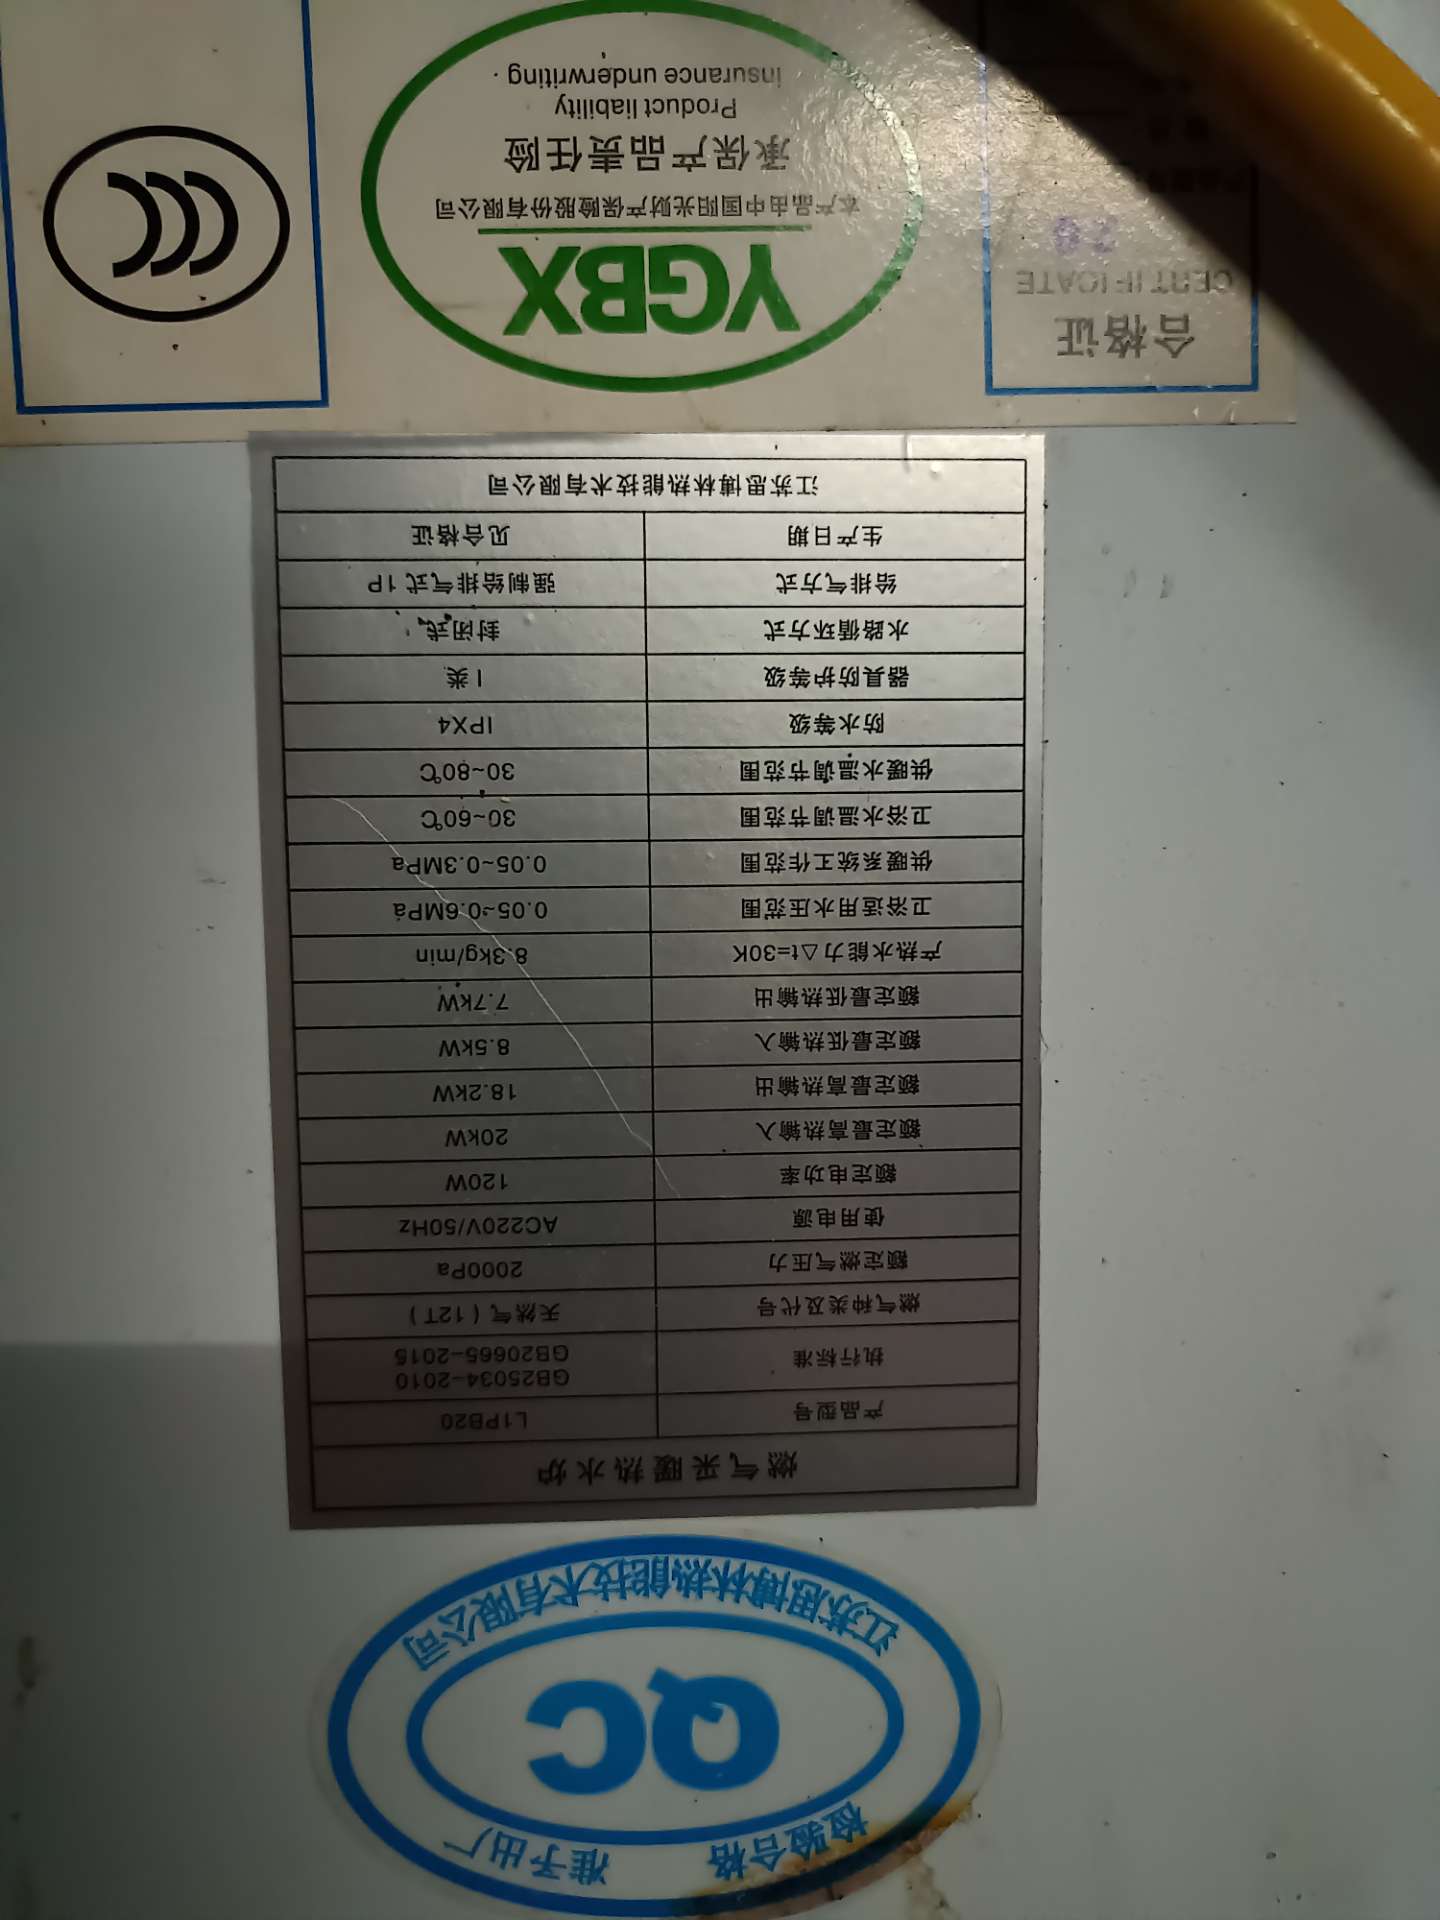 检验合格 准予出厂
QC
江苏思博林热能技术有限公司
燃气采暖热水炉
产品型号 L1PB20
执行标准 GB25034-2010
GB20665-2015
燃气种类及代号 天然气(12T)
额定燃气压力 2000Pa
使用电源 AC220V/50Hz
额定电功率 120W
额定最高热输入 20kW
额定最高热输出 18.2kW
额定最低热输入 8.5kW
额定最低热输出 7.7kW
产热水能力△t=30K 8.3kg/min
卫浴适用水压范围 0.05~0.6MPa
供暖系统工作范围 0.05~0.3MPa
卫浴水温调节范围 30~60℃
供暖水温调节范围 30~80℃
防水等级 IPX4
器具防护等级 I类
水路循环方式 封闭式
给排气方式 强制给排气式 1P
生产日期 见合格证
江苏思博林热能技术有限公司
合格证
CERTIFICATE
YGBX
本产品由中国阳光财产保险股份有限公司
承保产品责任险
Product liability
insurance underwriting
CCC